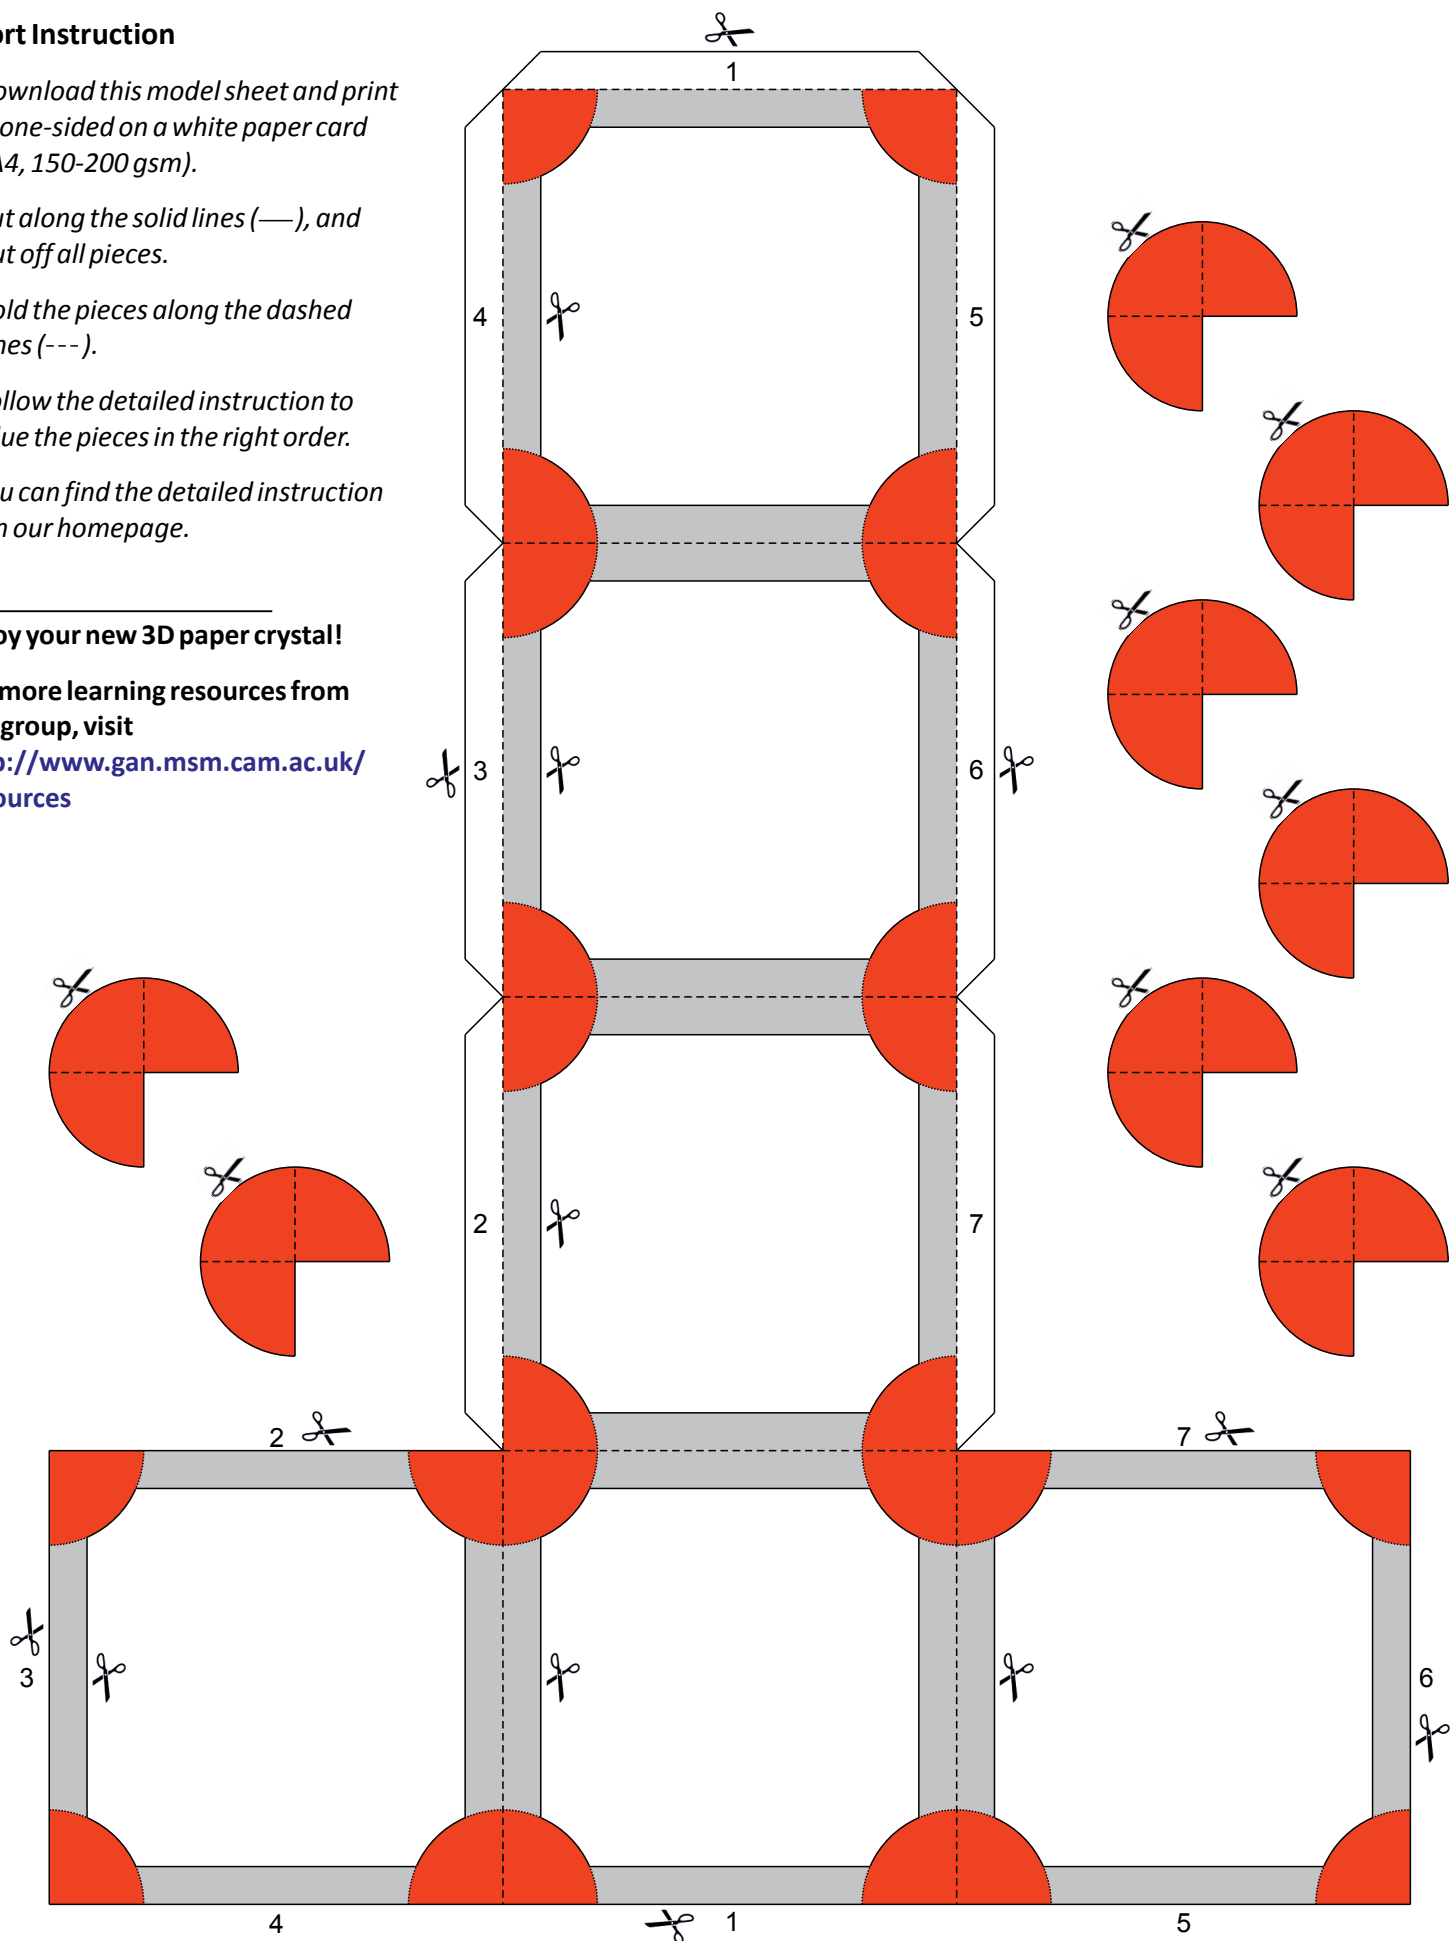 rt Instruction
ownload this model sheet and print
one-sided on a white paper card
A4, 150-200 gsm).
ut along the solid lines (—), and
ut off all pieces.
old the pieces along the dashed
nes (---).
ollow the detailed instruction to
ue the pieces in the right order.
u can find the detailed instruction
n our homepage.
oy your new 3D paper crystal!
more learning resources from
group, visit
p://www.gan.msm.cam.ac.uk/
ources
1
4
5
3
6
2
7
2
7
3
6
4
1
5